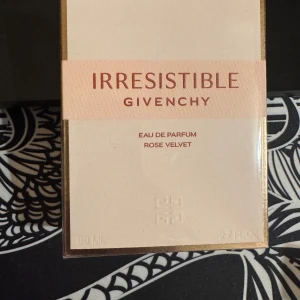 IRRESISTIBLE
GIVENCHY
EAU DE PARFUM
ROSE VELVET